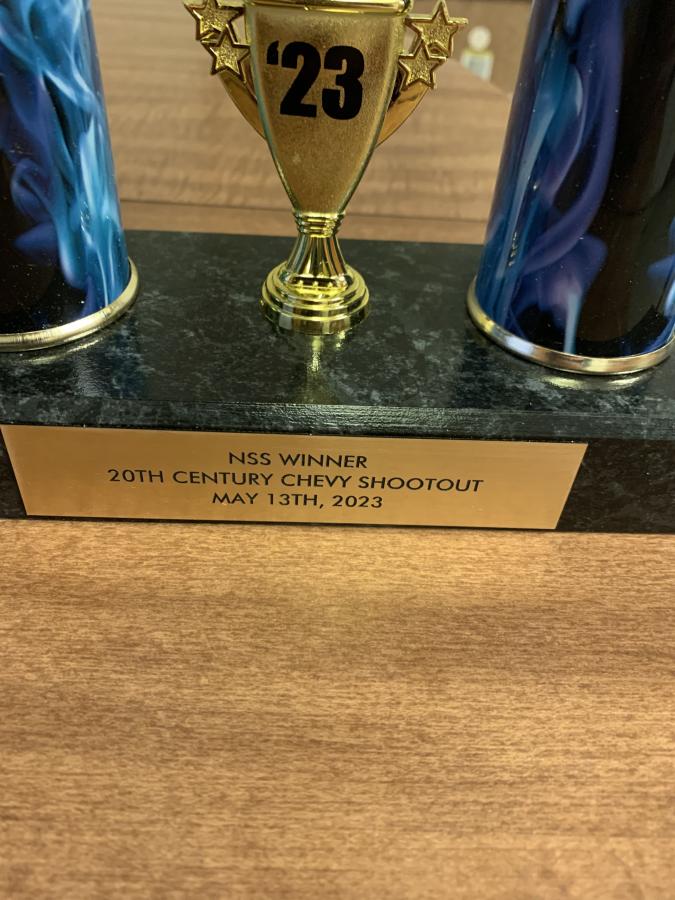 ‘23
NSS WINNER
20TH CENTURY CHEVY SHOOTOUT
MAY 13TH, 2023